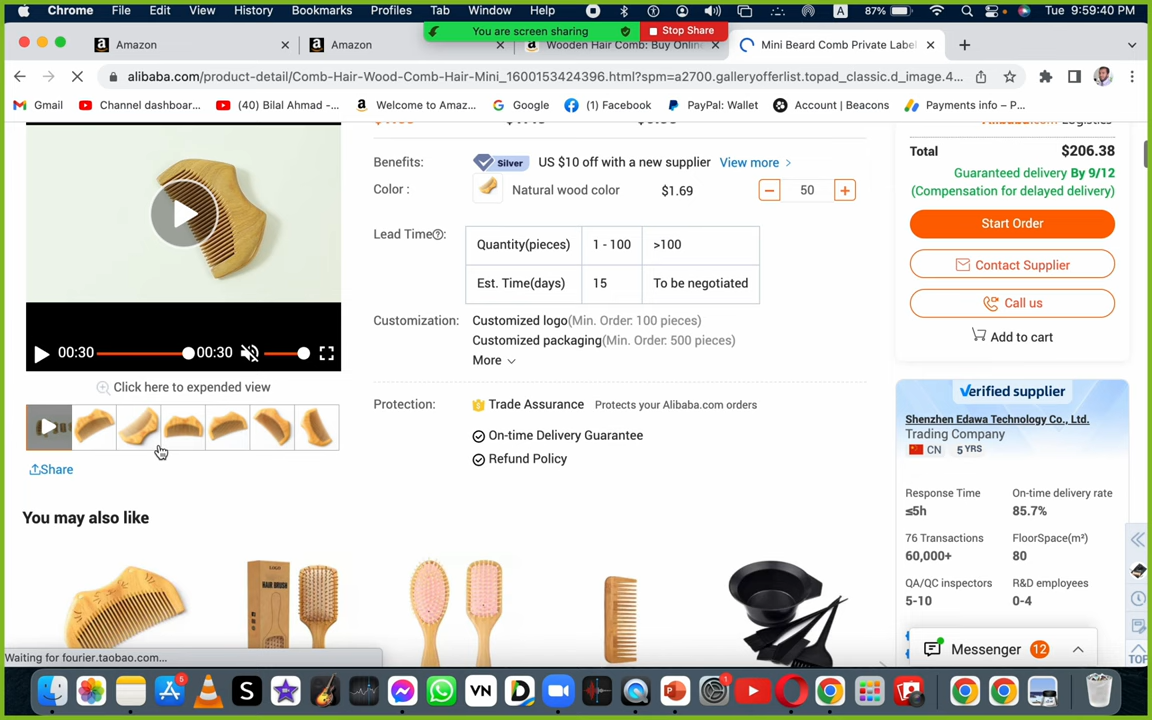 Chrome File Edit View History Bookmarks Profiles Tab Window Help A 87% Tue 9:59:40 PM
You are screen sharing Stop Share
Amazon Amazon Wooden Hair Comb: Buy Online Mini Beard Comb Private Label
alibaba.com/product-detail/Comb-Hair-Wood-Comb-Hair-Mini_1600153424396.html?spm=a2700.galleryofferlist.topad_classic.d_image.4...
Gmail Channel dashboar... (40) Bilal Ahmad -... Welcome to Amaz... Google (1) Facebook PayPal: Wallet Account | Beacons Payments info – P...
Alibaba.com Logistics
Total $206.38
Guaranteed delivery By 9/12
(Compensation for delayed delivery)
Start Order
Contact Supplier
Call us
Add to cart
Benefits: Silver US $10 off with a new supplier View more >
Color : Natural wood color $1.69 − 50 +
Lead Time : Quantity(pieces) 1 - 100 >100
Est. Time(days) 15 To be negotiated
Customization: Customized logo(Min. Order: 100 pieces)
Customized packaging(Min. Order: 500 pieces)
More
Protection: Trade Assurance Protects your Alibaba.com orders
On-time Delivery Guarantee
Refund Policy
00:30 00:30
Click here to expended view
Share
Verified supplier
Shenzhen Edawa Technology Co., Ltd.
Trading Company
CN 5 YRS
Response Time On-time delivery rate
≤5h 85.7%
76 Transactions FloorSpace(m²)
60,000+ 80
QA/QC inspectors R&D employees
5-10 0-4
You may also like
HAIR BRUSH
Messenger 12
TOP
Waiting for fourier.taobao.com...
5 S VN D 1